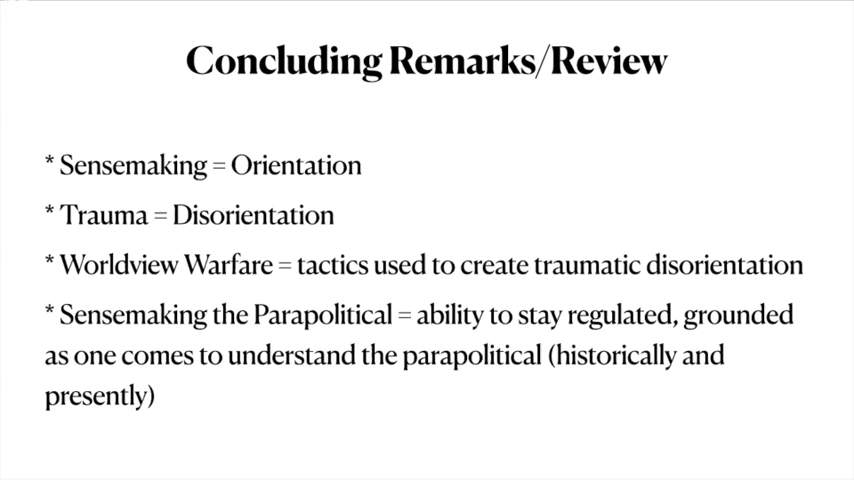 Concluding Remarks/Review
* Sensemaking = Orientation
* Trauma = Disorientation
* Worldview Warfare = tactics used to create traumatic disorientation
* Sensemaking the Parapolitical = ability to stay regulated, grounded
as one comes to understand the parapolitical (historically and
presently)